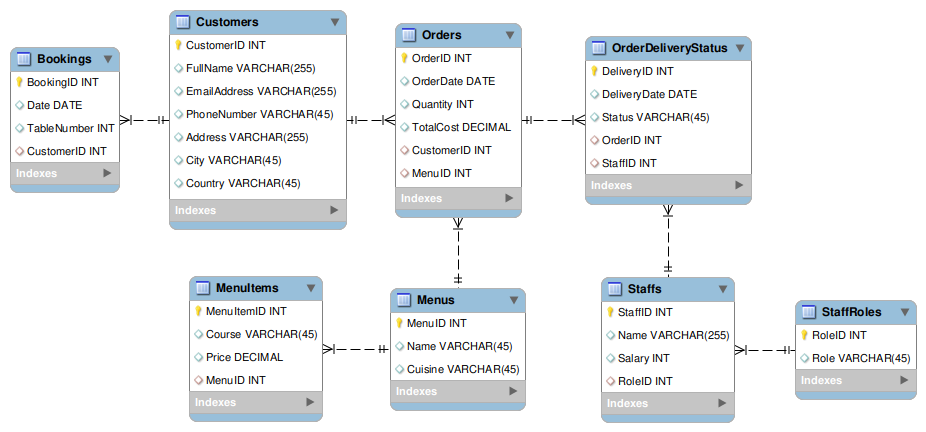 Bookings
BookingID INT
Date DATE
TableNumber INT
CustomerID INT
Indexes
Customers
CustomerID INT
FullName VARCHAR(255)
EmailAddress VARCHAR(255)
PhoneNumber VARCHAR(45)
Address VARCHAR(255)
City VARCHAR(45)
Country VARCHAR(45)
Indexes
Orders
OrderID INT
OrderDate DATE
Quantity INT
TotalCost DECIMAL
CustomerID INT
MenuID INT
Indexes
OrderDeliveryStatus
DeliveryID INT
DeliveryDate DATE
Status VARCHAR(45)
OrderID INT
StaffID INT
Indexes
MenuItems
MenuItemID INT
Course VARCHAR(45)
Price DECIMAL
MenuID INT
Indexes
Menus
MenuID INT
Name VARCHAR(45)
Cuisine VARCHAR(45)
Indexes
Staffs
StaffID INT
Name VARCHAR(255)
Salary INT
RoleID INT
Indexes
StaffRoles
RoleID INT
Role VARCHAR(45)
Indexes